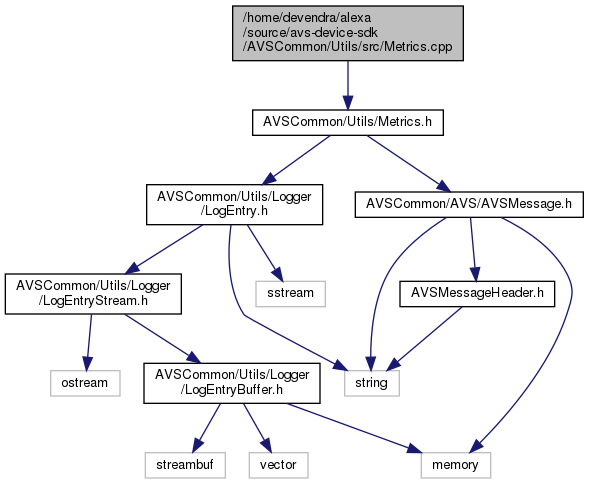 /home/devendra/alexa
/source/avs-device-sdk
/AVSCommon/Utils/src/Metrics.cpp
AVSCommon/Utils/Metrics.h
AVSCommon/Utils/Logger
/LogEntry.h
AVSCommon/AVS/AVSMessage.h
AVSCommon/Utils/Logger
/LogEntryStream.h
sstream
AVSMessageHeader.h
ostream
AVSCommon/Utils/Logger
/LogEntryBuffer.h
string
streambuf
vector
memory